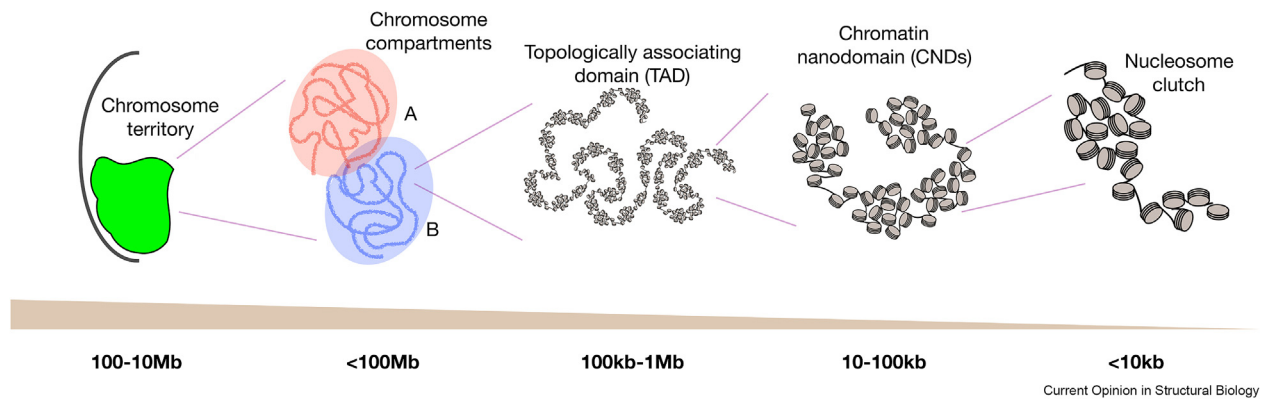 Chromosome
territory
Chromosome
compartments
A
B
Topologically associating
domain (TAD)
Chromatin
nanodomain (CNDs)
Nucleosome
clutch
100-10Mb
<100Mb
100kb-1Mb
10-100kb
<10kb
Current Opinion in Structural Biology